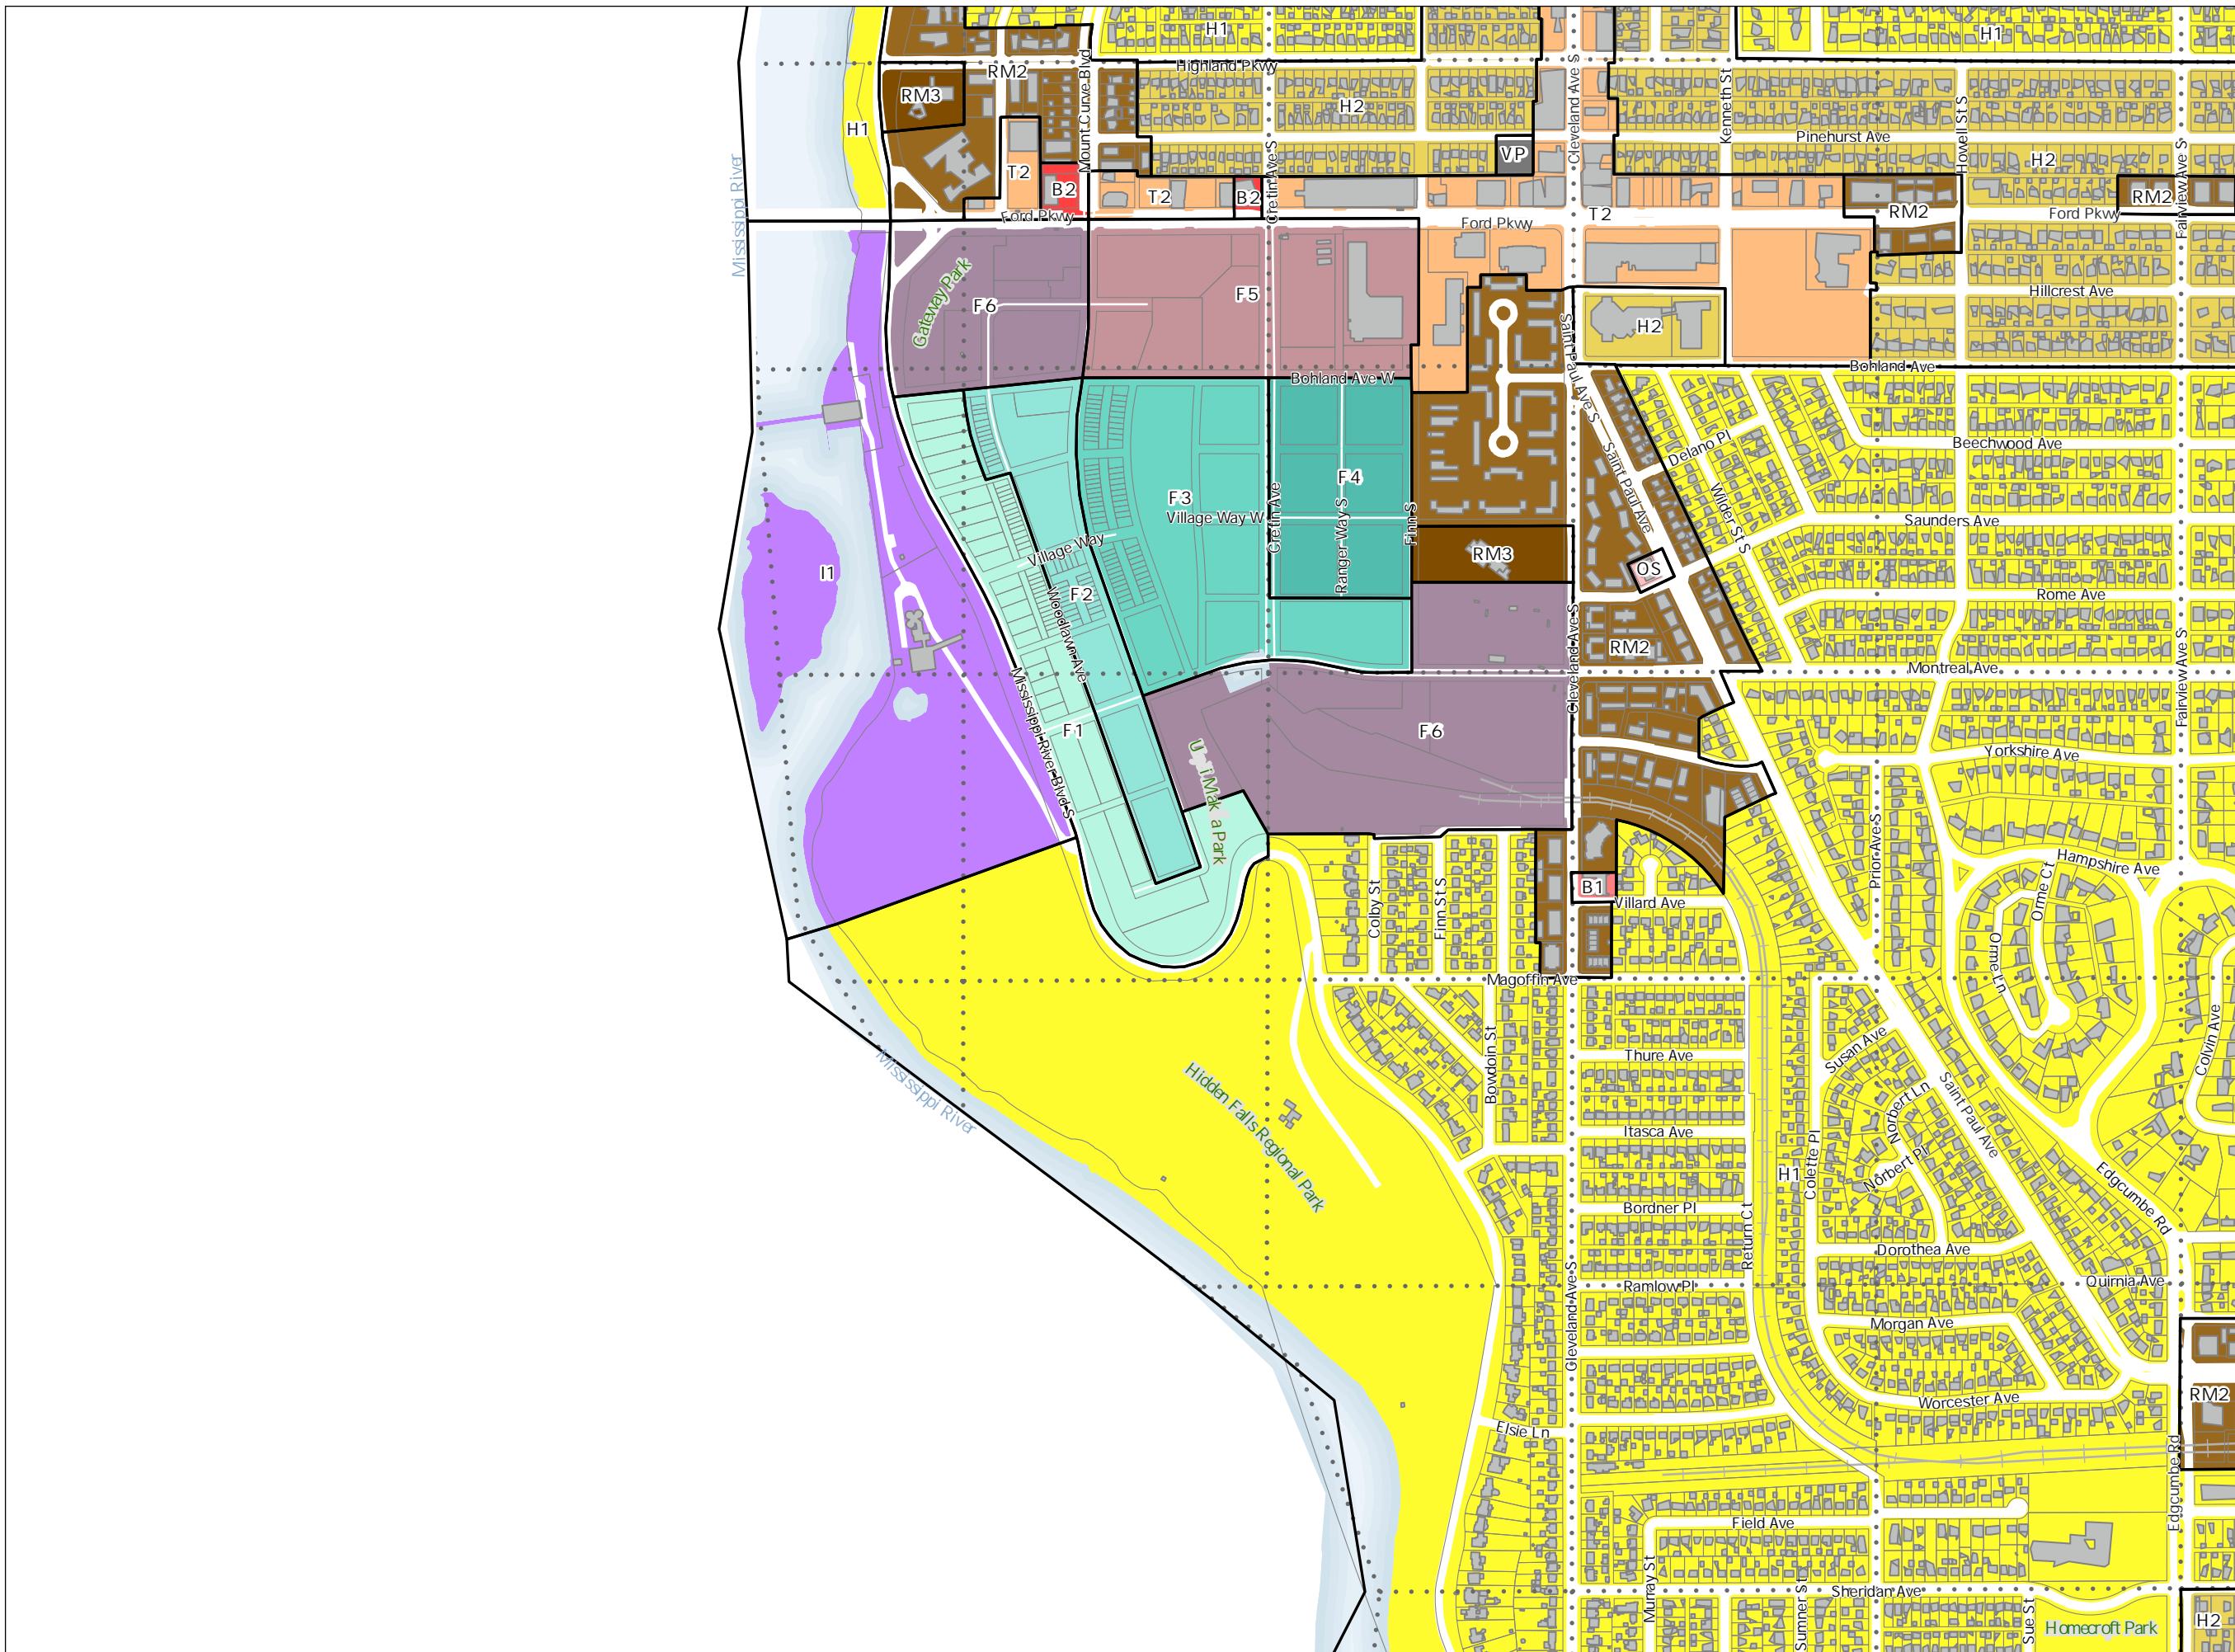 H1
H1
Highland Pkwy
RM2
Mount Curve Blvd
Cleveland Ave S
Kenneth St
RM3
H2
Howell St S
H1
Pinehurst Ave
VP
H2
Fairview Ave S
Mississippi River
T2
B2
T2
B2
Cretin Ave S
RM2
RM2
Ford Pkwy
Ford Pkwy
T2
Ford Pkwy
Gateway Park
F6
F5
Hillcrest Ave
H2
Saint Paul Ave S
Bohland Ave W
Bohland Ave
Beechwood Ave
Delano Pl
Saint Paul Ave
F3
F4
Village Way W
Cretin Ave
Ranger Way S
Finn S
Wilder St S
Saunders Ave
Village Way
RM3
OS
I1
F2
Woodlawn Ave
Rome Ave
Cleveland Ave S
RM2
Fairview Ave S
Montreal Ave
Mississippi River Blvd S
F1
F6
U i Mak a Park
Yorkshire Ave
Prior Ave S
Hampshire Ave
Orme Ct
Colby St
Finn St S
B1
Villard Ave
Orme Ln
Magoffin Ave
Colvin Ave
Susan Ave
Thure Ave
Bowdoin St
Mississippi River
Hidden Falls Regional Park
Norbert Ln
Saint Paul Ave
Itasca Ave
H1
Colette Pl
Norbert Pl
Edgcumbe Rd
Bordner Pl
Return Ct
Dorothea Ave
Quirnia Ave
Ramlow Pl
Cleveland Ave S
Morgan Ave
RM2
Worcester Ave
Elsie Ln
Edgcumbe Rd
Field Ave
Murray St
Sumner St
Sheridan Ave
Sue St
Homecroft Park
H2